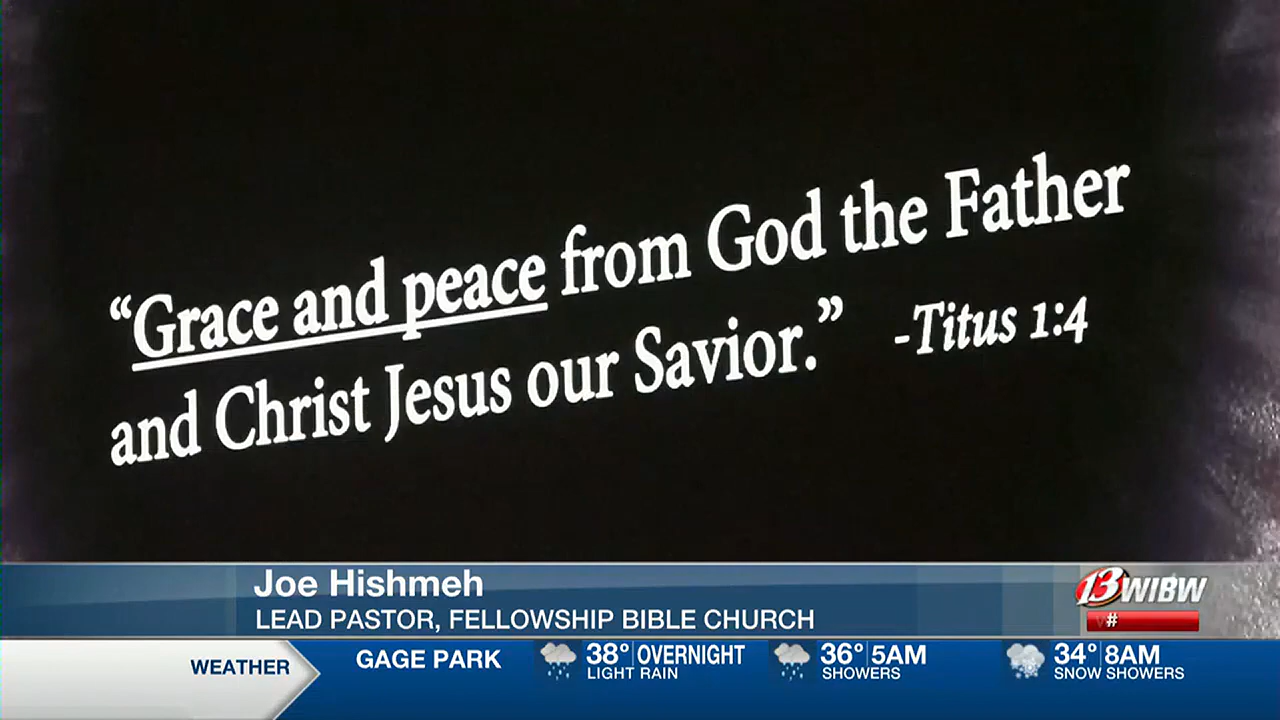 “Grace and peace from God the Father
and Christ Jesus our Savior.” -Titus 1:4
Joe Hishmeh
LEAD PASTOR, FELLOWSHIP BIBLE CHURCH
13 WIBW
#
WEATHER
GAGE PARK
38° OVERNIGHT
LIGHT RAIN
36° 5AM
SHOWERS
34° 8AM
SNOW SHOWERS